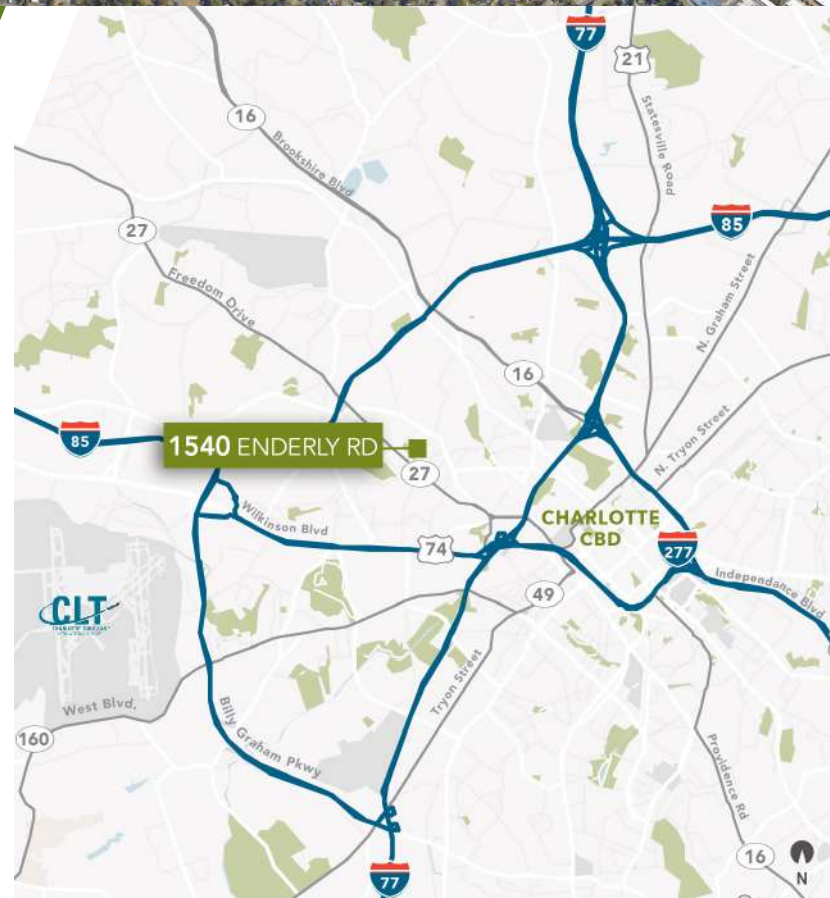 77
21
Statesville Road
16
Brookshire Blvd
85
27
Freedom Drive
N. Graham Street
16
N. Tryon Street
85
1540 ENDERLY RD
27
Wilkinson Blvd
74
CHARLOTTE
CBD
277
Independance Blvd
49
CLT
West Blvd.
Tryon Street
160
Billy Graham Pkwy
Providence Rd
16
N
77